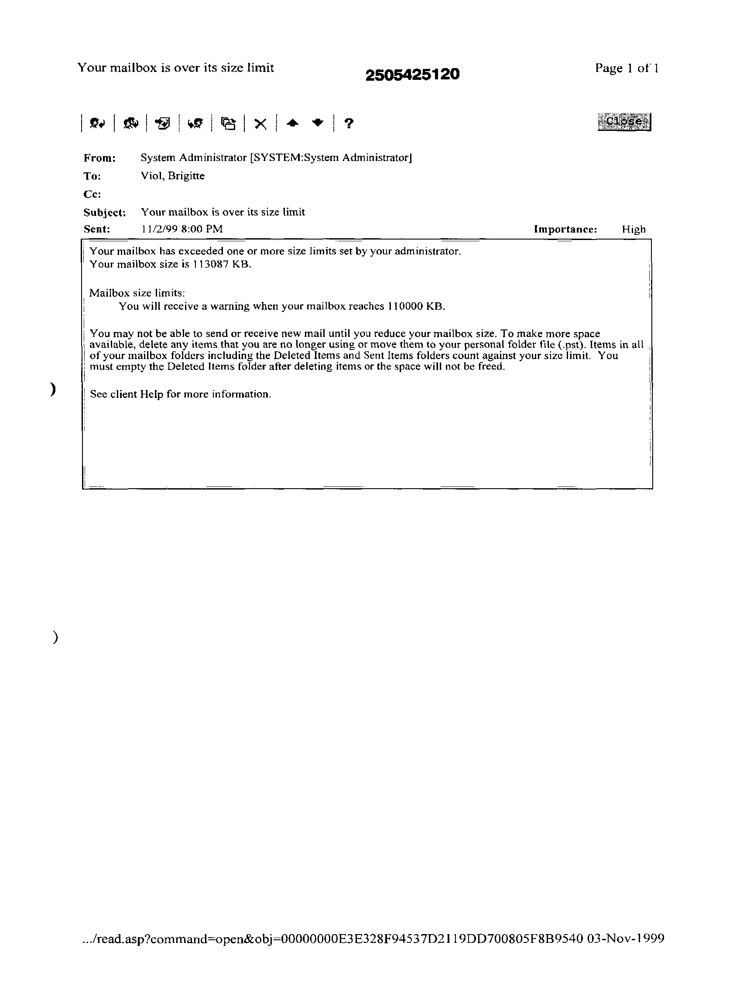 Your mailbox is over its size limit
2505425120
Page 1 of 1
?
Close
From: System Administrator [SYSTEM:System Administrator]
To: Viol, Brigitte
Cc:
Subject: Your mailbox is over its size limit
Sent: 11/2/99 8:00 PM Importance: High
Your mailbox has exceeded one or more size limits set by your administrator.
Your mailbox size is 113087 KB.
Mailbox size limits:
You will receive a warning when your mailbox reaches 110000 KB.
You may not be able to send or receive new mail until you reduce your mailbox size. To make more space
available, delete any items that you are no longer using or move them to your personal folder file (.pst). Items in all
of your mailbox folders including the Deleted Items and Sent Items folders count against your size limit. You
must empty the Deleted Items folder after deleting items or the space will not be freed.
)
See client Help for more information.
)
.../read.asp?command=open&obj=00000000E3E328F94537D2119DD700805F8B9540 03-Nov-1999